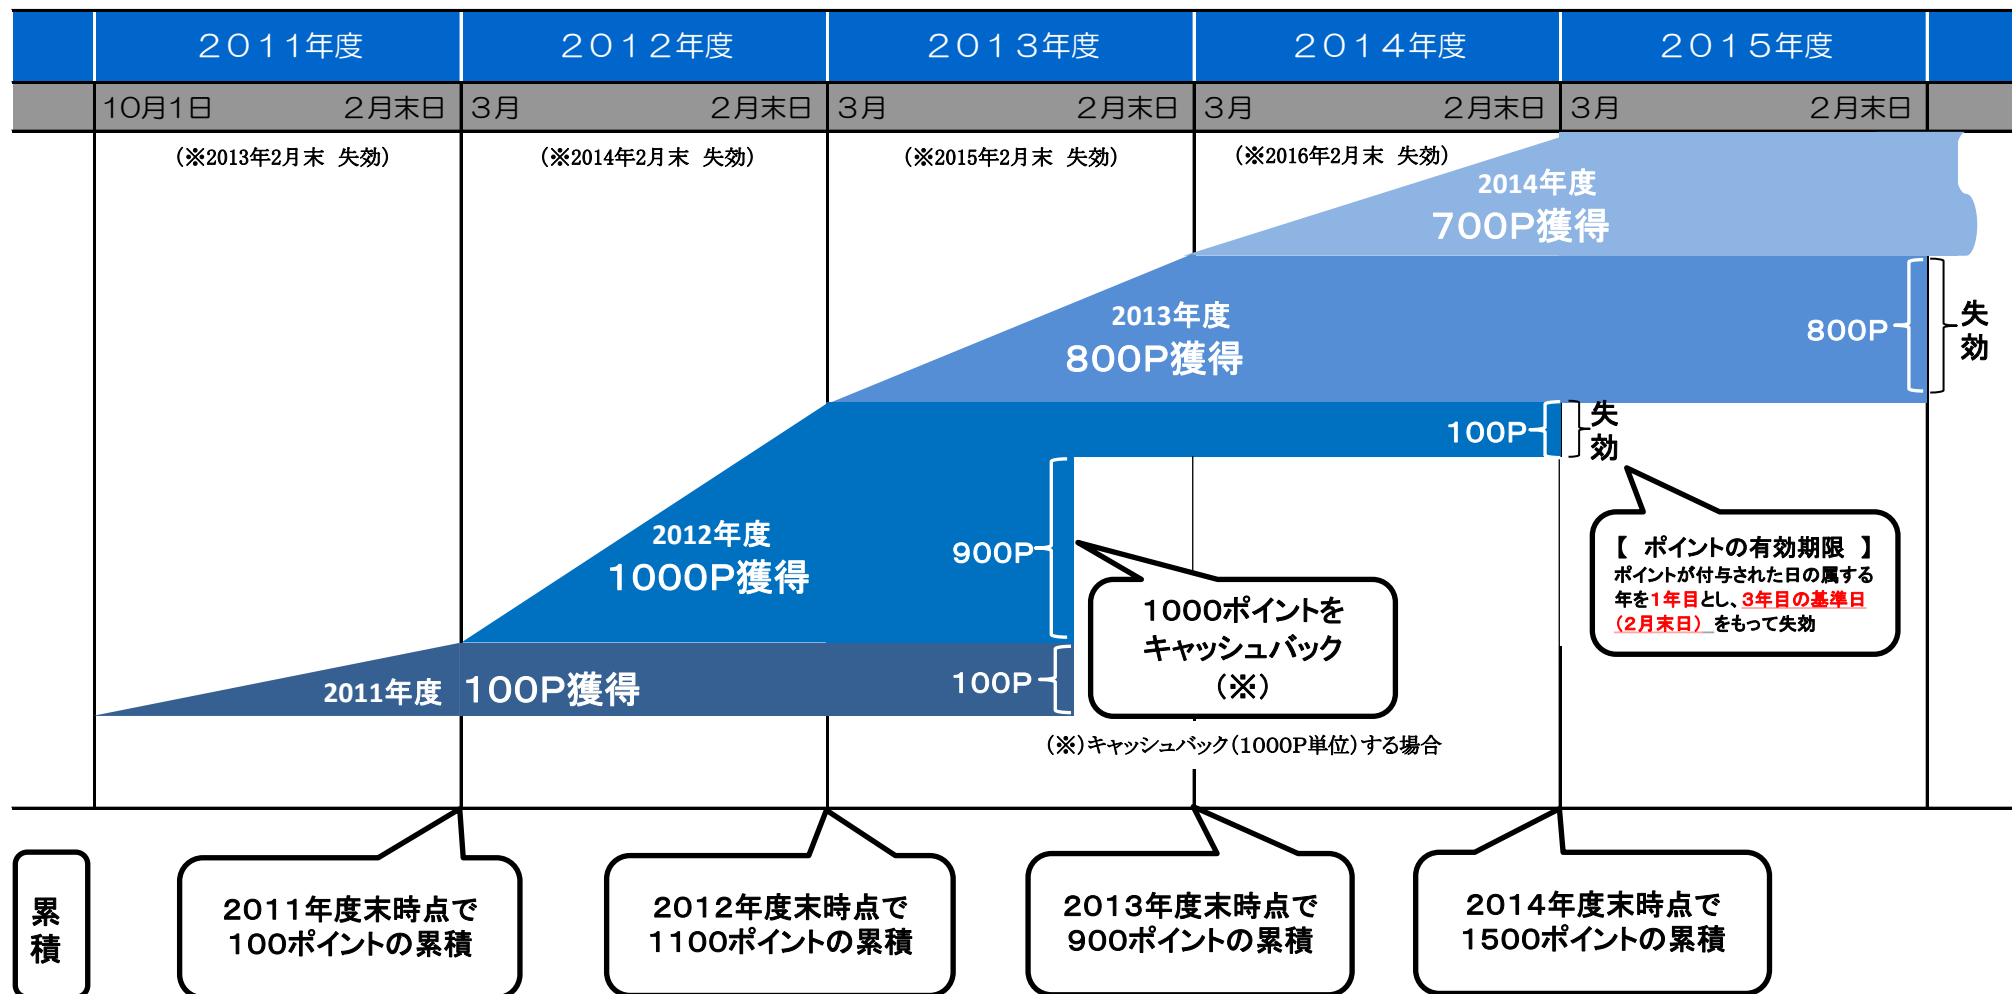 ２０１１年度
２０１２年度
２０１３年度
２０１４年度
２０１５年度
10月1日
２月末日
３月
２月末日
３月
２月末日
３月
２月末日
３月
２月末日
（※2013年2月末 失効）
（※2014年2月末 失効）
（※2015年2月末 失効）
（※2016年2月末 失効）
2014年度
700P獲得
2013年度
800P獲得
800P
失効
100P
失効
2012年度
1000P獲得
900P
1000ポイントを
キャッシュバック
（※）
【 ポイントの有効期限 】
ポイントが付与された日の属する
年を1年目とし、3年目の基準日
（2月末日） をもって失効
2011年度 100P獲得
100P
（※）キャッシュバック（1000P単位）する場合
累積
2011年度末時点で
100ポイントの累積
2012年度末時点で
1100ポイントの累積
2013年度末時点で
900ポイントの累積
2014年度末時点で
1500ポイントの累積